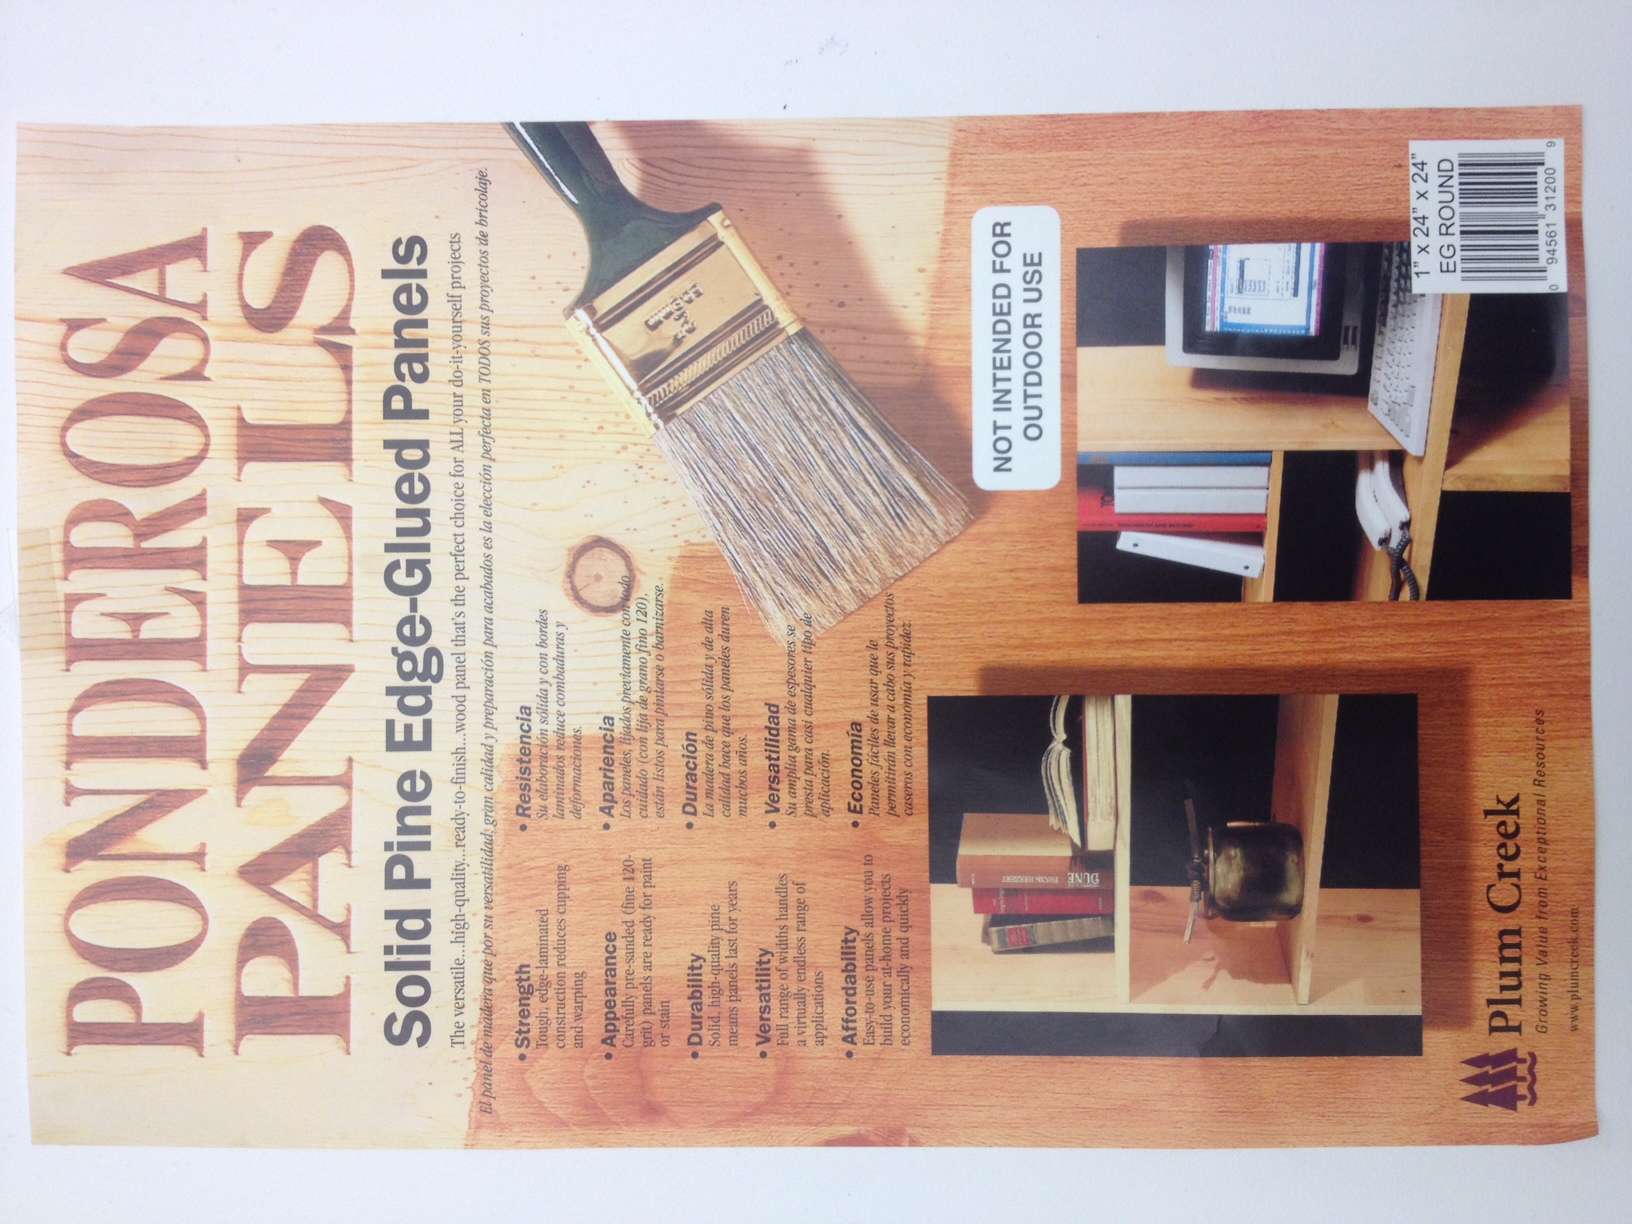 PONDEROSA
PANELS
Solid Pine Edge-Glued Panels
The versatile...high-quality...ready-to-finish...wood panel that's the perfect choice for ALL your do-it-yourself projects
El panel de madera que por su versatilidad, gran calidad y preparación para acabados es la elección perfecta en TODOS sus proyectos de bricolaje.
• Strength
Tough, edge-laminated
construction reduces cupping
and warping
• Appearance
Carefully pre-sanded (fine 120-
grit) panels are ready for paint
or stain
• Durability
Solid, high-quality pine
means panels last for years
• Versatility
Full range of widths handles
a virtually endless range of
applications
• Affordability
Easy-to-use panels allow you to
build your at-home projects
economically and quickly
• Resistencia
Su elaboración sólida y con bordes
laminados reduce combaduras y
deformaciones.
• Apariencia
Los paneles, lijados previamente con todo
cuidado (con lija de grano fino 120),
están listos para pintarse o barnizarse.
• Duración
La madera de pino sólida y de alta
calidad hace que los paneles duren
muchos años.
• Versatilidad
Su amplia gama de espesores se
presta para casi cualquier tipo de
aplicación.
• Economía
Paneles fáciles de usar que le
permitirán llevar a cabo sus proyectos
caseros con economía y rapidez.
NOT INTENDED FOR
OUTDOOR USE
DUNE FRANK HERBERT
TO
1" x 24" x 24"
EG ROUND
0 94561 31200 9
Plum Creek
Growing Value from Exceptional Resources
www.plumcreek.com